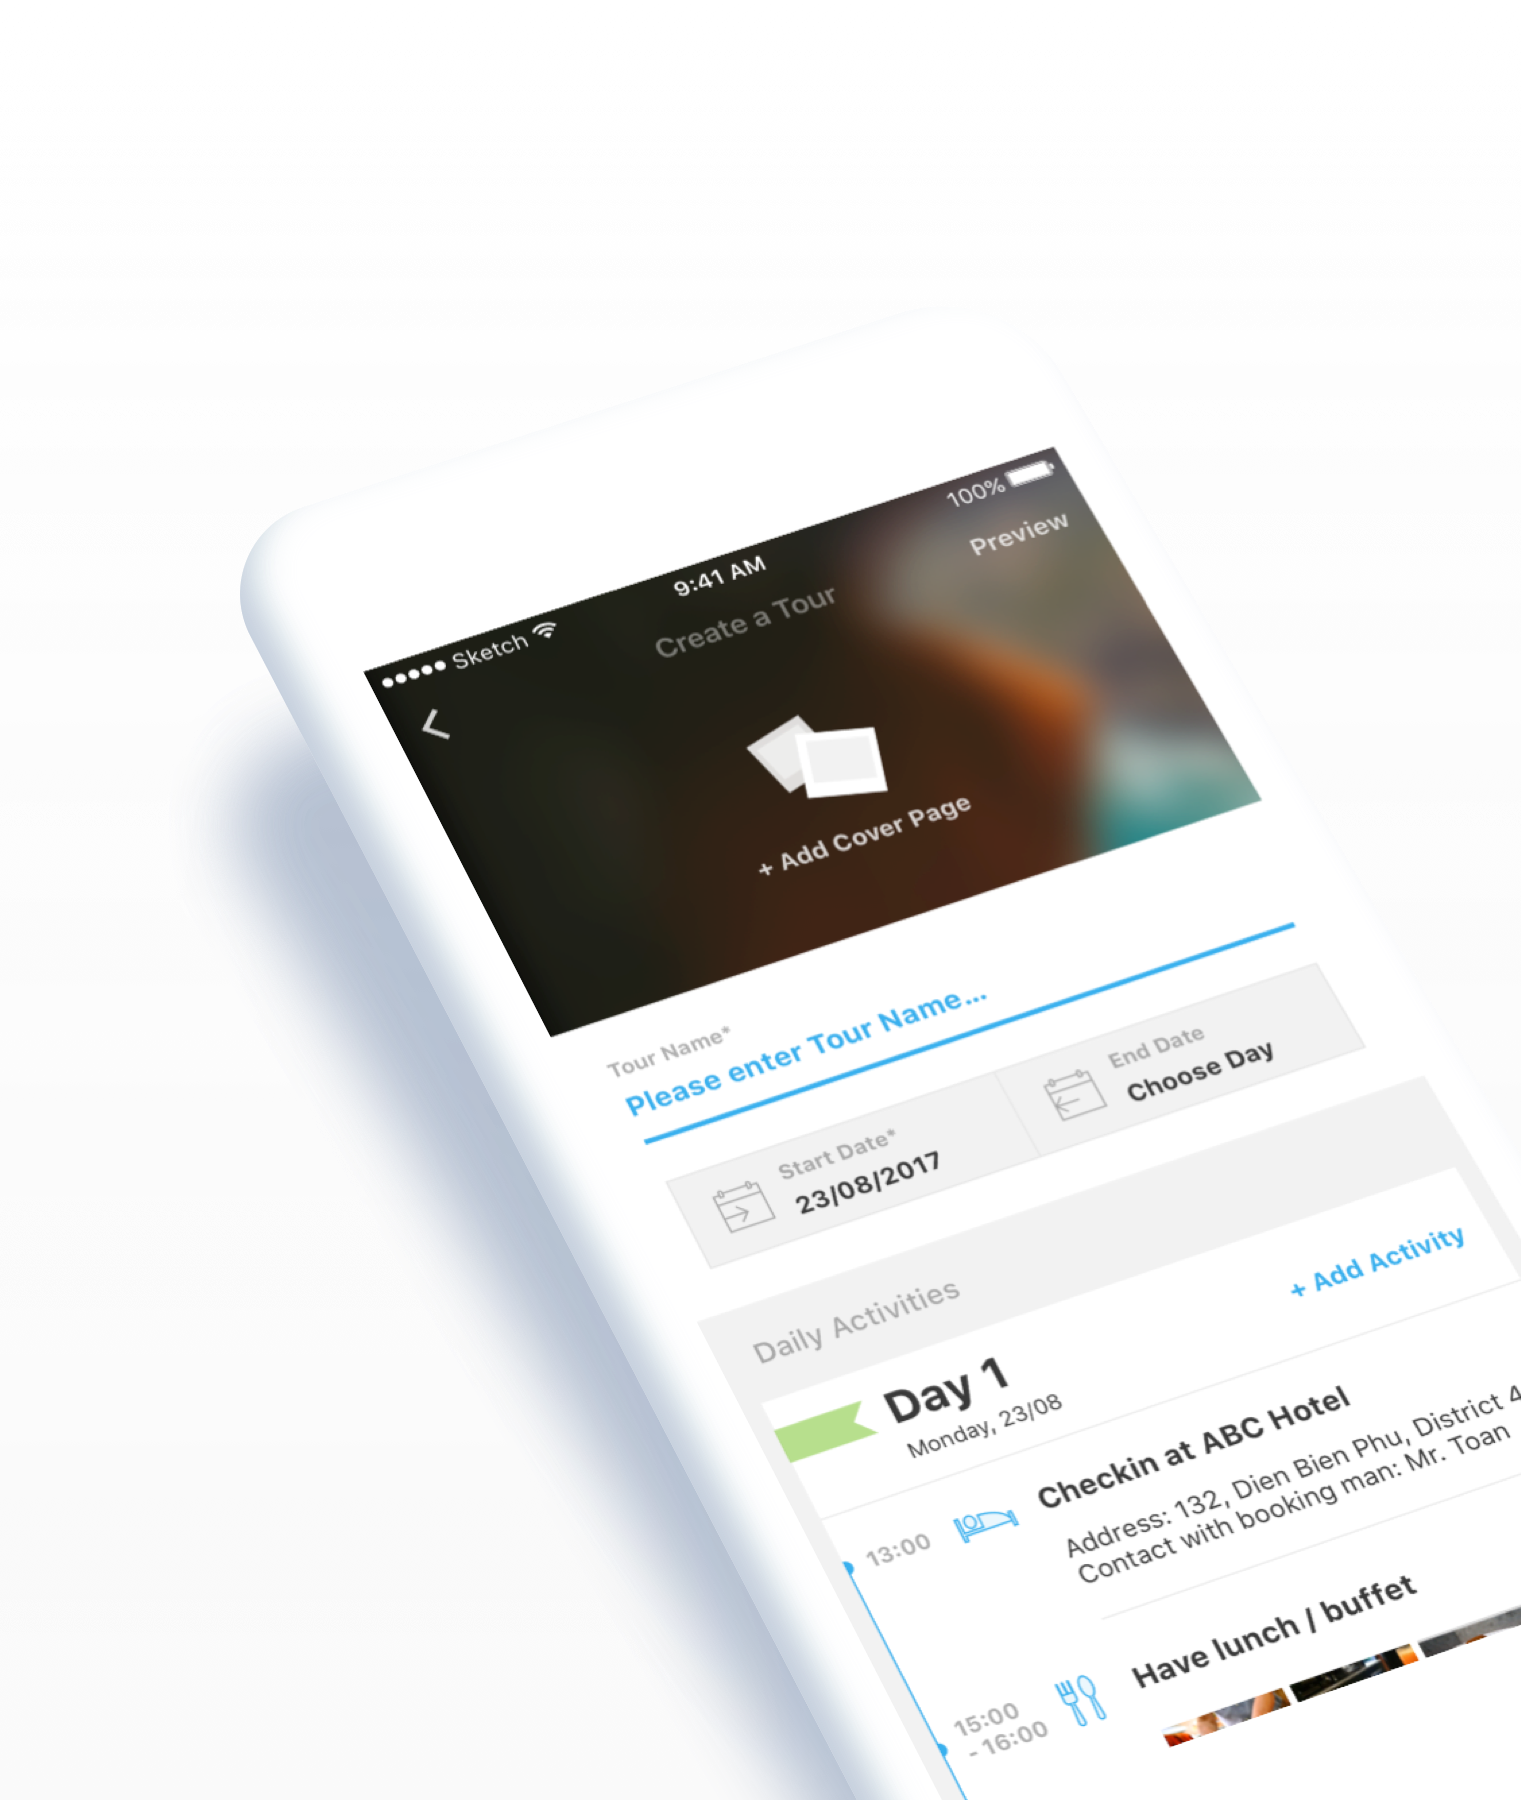 Sketch
9:41 AM
100%
Create a Tour
Preview
+ Add Cover Page
Tour Name*
Please enter Tour Name...
Start Date*
23/08/2017
End Date
Choose Day
Daily Activities
Day 1
Monday, 23/08
+ Add Activity
13:00
Checkin at ABC Hotel
Address: 132, Dien Bien Phu, District 4
Contact with booking man: Mr. Toan
15:00
- 16:00
Have lunch / buffet